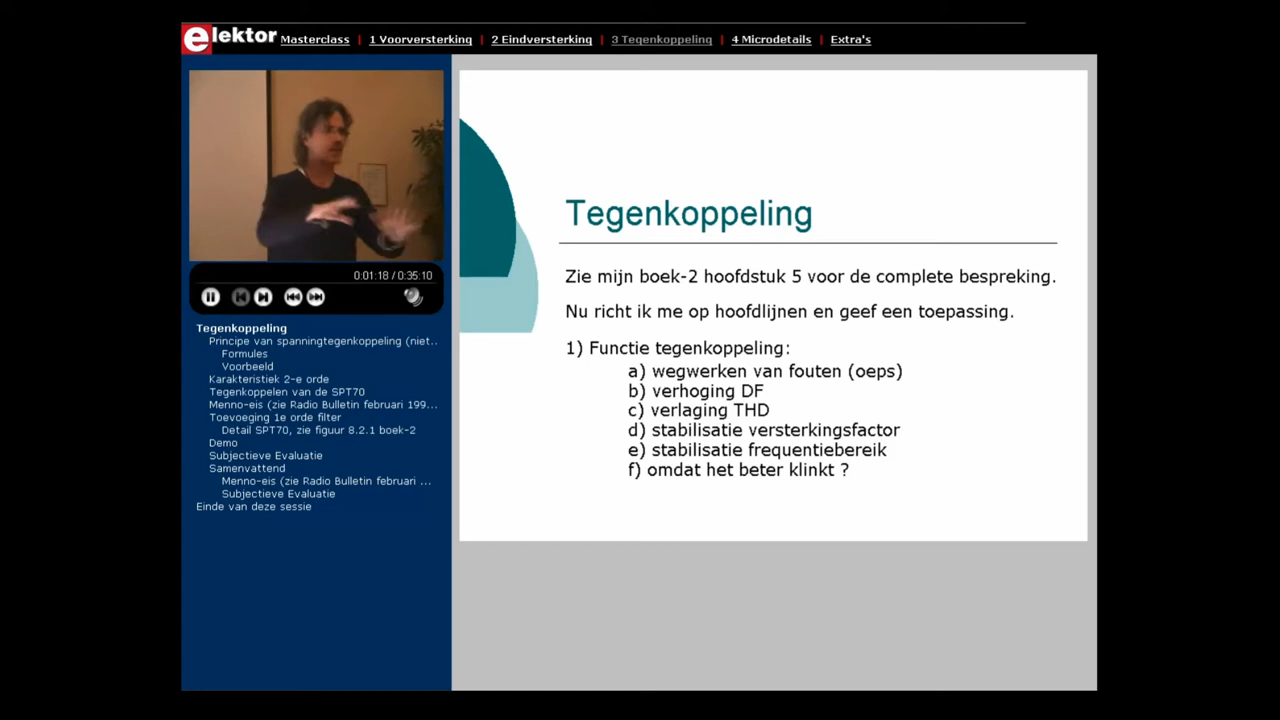 elektor Masterclass | 1 Voorversterking | 2 Eindversterking | 3 Tegenkoppeling | 4 Microdetails | Extra's
0:01:18 / 0:35:10
Tegenkoppeling
Principe van spanningtegenkoppeling (niet..
Formules
Voorbeeld
Karakteristiek 2-e orde
Tegenkoppelen van de SPT70
Menno-eis (zie Radio Bulletin februari 199...
Toevoeging 1e orde filter
Detail SPT70, zie figuur 8.2.1 boek-2
Demo
Subjectieve Evaluatie
Samenvattend
Menno-eis (zie Radio Bulletin februari ...
Subjectieve Evaluatie
Einde van deze sessie
Tegenkoppeling
Zie mijn boek-2 hoofdstuk 5 voor de complete bespreking.
Nu richt ik me op hoofdlijnen en geef een toepassing.
1) Functie tegenkoppeling:
a) wegwerken van fouten (oeps)
b) verhoging DF
c) verlaging THD
d) stabilisatie versterkingsfactor
e) stabilisatie frequentiebereik
f) omdat het beter klinkt ?